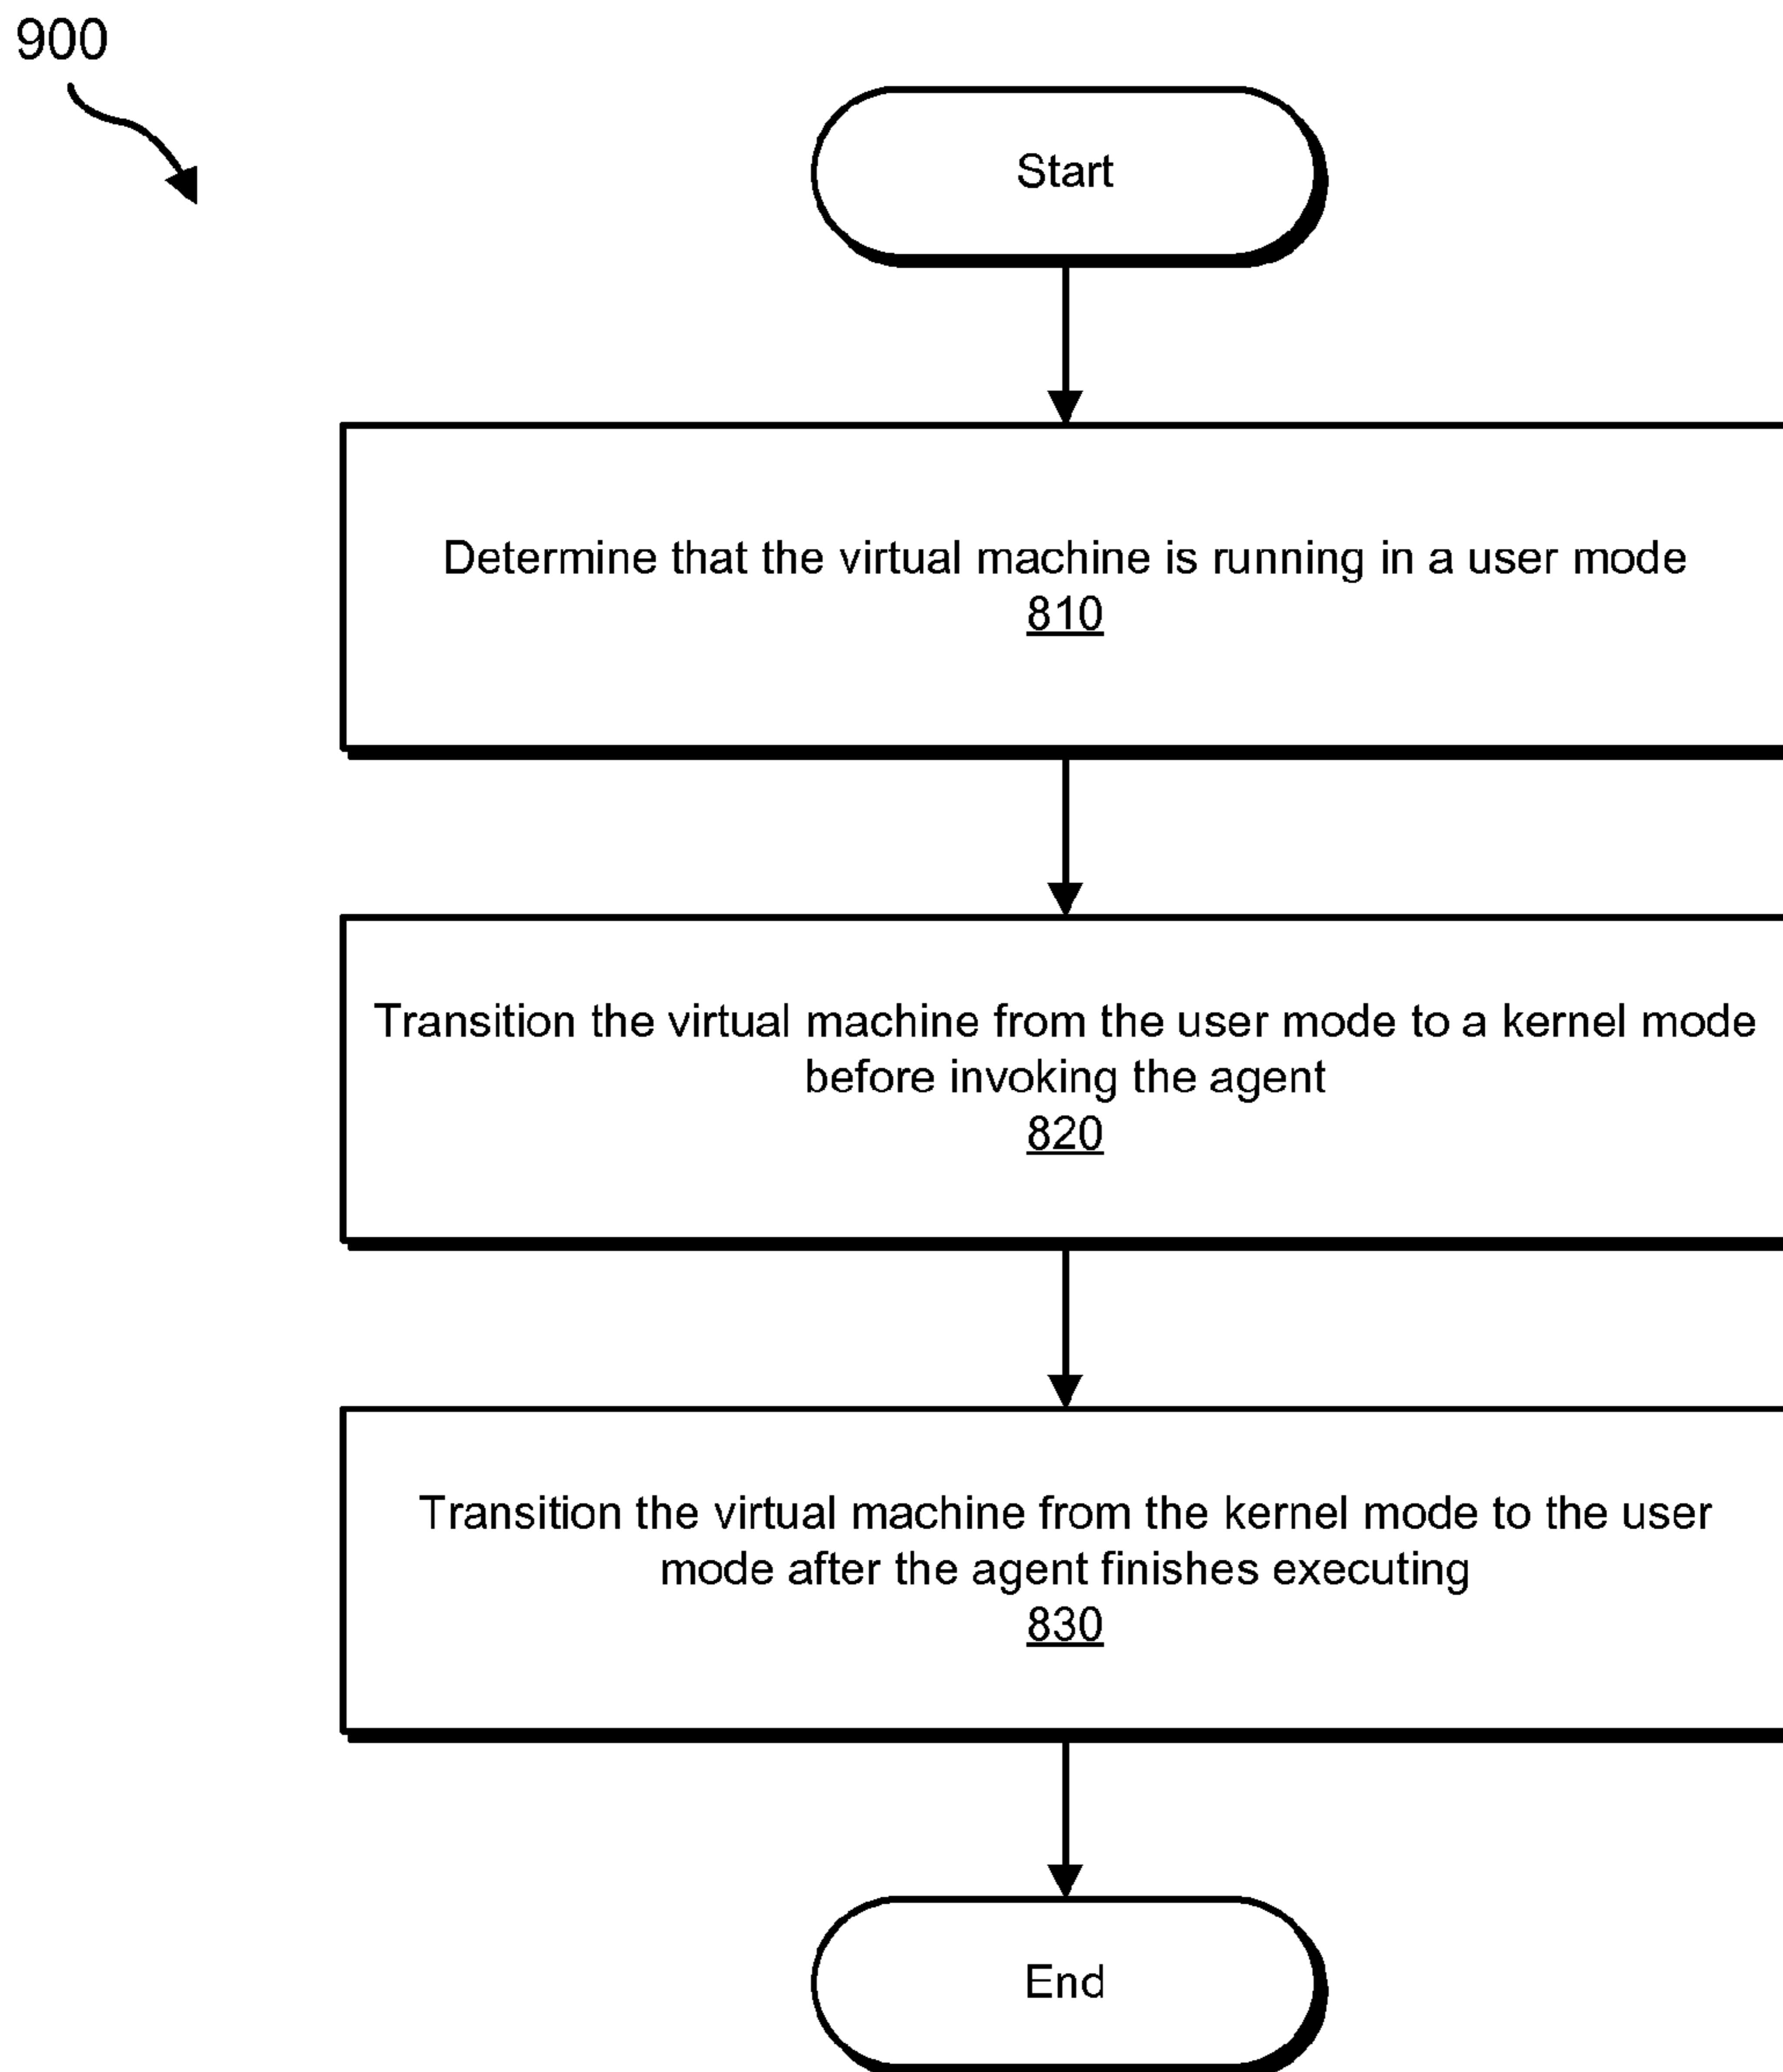 900
Start
Determine that the virtual machine is running in a user mode
810
Transition the virtual machine from the user mode to a kernel mode
before invoking the agent
820
Transition the virtual machine from the kernel mode to the user
mode after the agent finishes executing
830
End